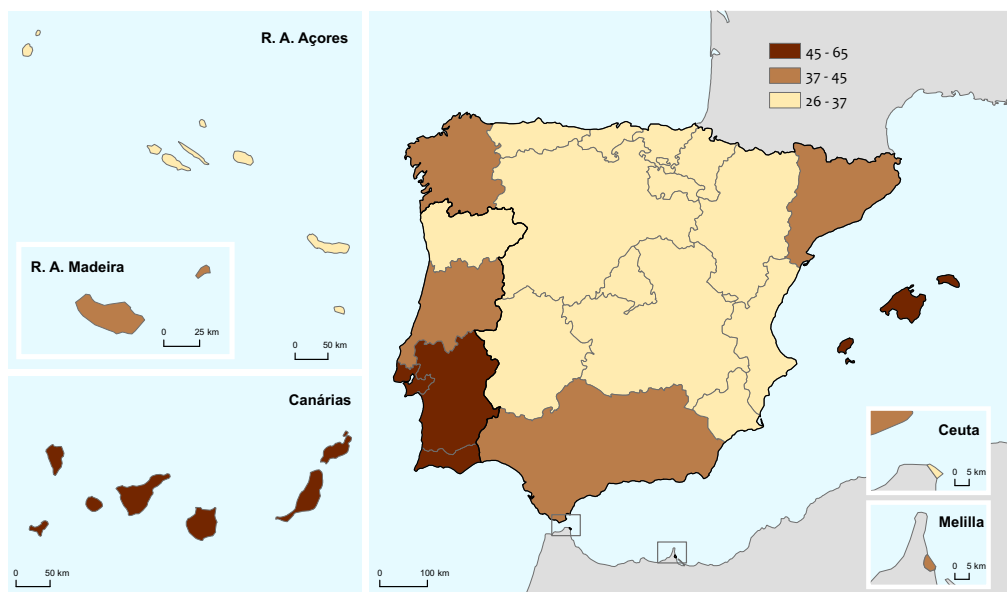 R. A. Açores
R. A. Madeira
0 25 km
0 50 km
Canárias
0 50 km
45 - 65
37 - 45
26 - 37
0 100 km
Ceuta
0 5 km
Melilla
0 5 km